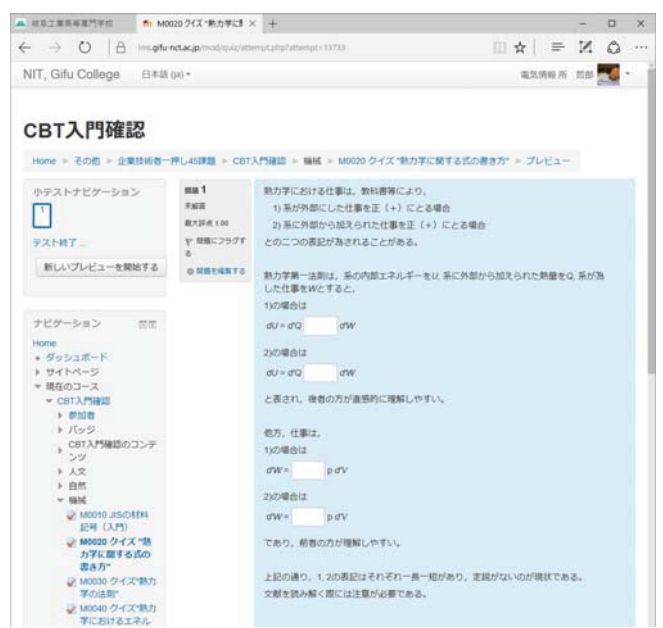 岐阜工業高等専門学校
M0020 クイズ "熱力学に関
NIT, Gifu College
日本語 (ja)
電気情報 所 哲郎
CBT入門確認
Home
その他
企業技術者一押し45課題
CBT入門確認
機械
M0020 クイズ "熱力学に関する式の書き方"
プレビュー
小テストナビゲーション
1
テスト終了 ...
新しいプレビューを開始する
問題 1
未解答
最大評点 1.00
問題にフラグする
問題を編集する
熱力学における仕事は、教科書等により、
1) 系が外部にした仕事を正（+）にとる場合
2) 系に外部から加えられた仕事を正（+）にとる場合
との二つの表記が為されることがある。
熱力学第一法則は、系の内部エネルギーをU, 系に外部から加えられた熱量をQ, 系が為
した仕事をWとすると、
1)の場合は
dU = d'Q d'W
2)の場合は
dU = d'Q d'W
と表され、後者の方が直感的に理解しやすい。
他方、仕事は、
1)の場合は
d'W = p dV
2)の場合は
d'W = p dV
であり、前者の方が理解しやすい。
上記の通り、1, 2の表記はそれぞれ一長一短があり、定説がないのが現状である。
文献を読み解く際には注意が必要である。
ナビゲーション
Home
ダッシュボード
サイトページ
現在のコース
CBT入門確認
参加者
バッジ
CBT入門確認のコンテ
ンツ
人文
自然
機械
M0010 JISの材料
記号（入門）
M0020 クイズ "熱
力学に関する式の
書き方"
M0030 クイズ"熱力
学の法則"
M0040 クイズ"熱力
学におけるエネル